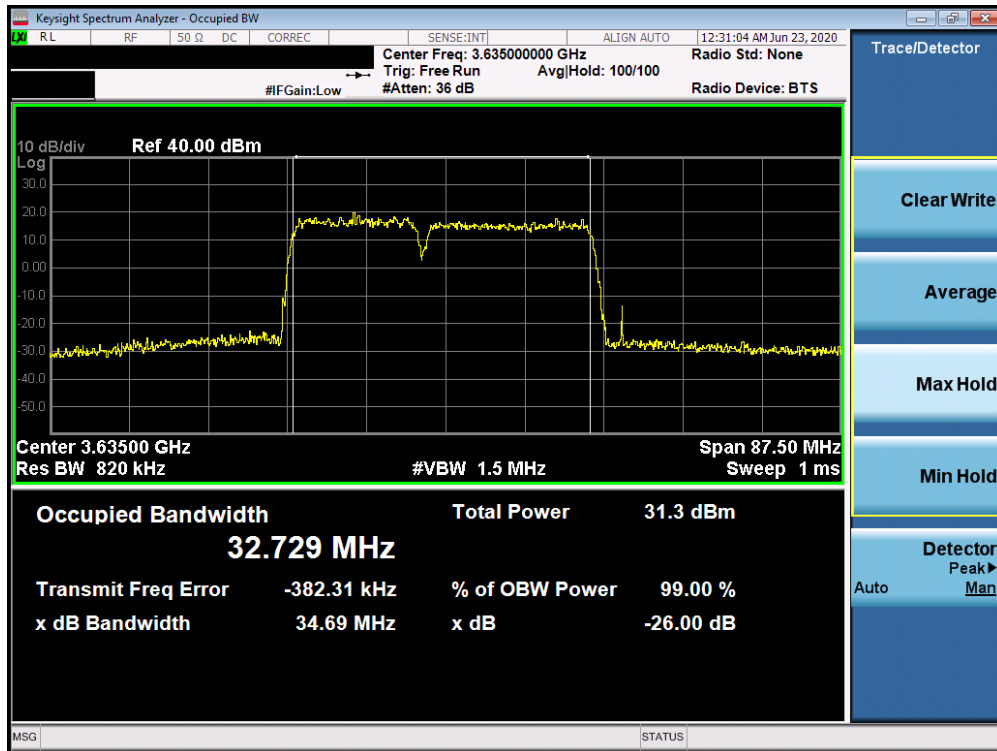 Keysight Spectrum Analyzer - Occupied BW
LXI RL RF 50 Ω DC CORREC SENSE:INT ALIGN AUTO 12:31:04 AM Jun 23, 2020
Center Freq: 3.635000000 GHz Radio Std: None
Trig: Free Run Avg|Hold: 100/100
#IFGain:Low #Atten: 36 dB Radio Device: BTS
10 dB/div Ref 40.00 dBm
Log
30.0
20.0
10.0
0.00
-10.0
-20.0
-30.0
-40.0
-50.0
Center 3.63500 GHz Span 87.50 MHz
Res BW 820 kHz #VBW 1.5 MHz Sweep 1 ms
Occupied Bandwidth Total Power 31.3 dBm
32.729 MHz
Transmit Freq Error -382.31 kHz % of OBW Power 99.00 %
x dB Bandwidth 34.69 MHz x dB -26.00 dB
MSG STATUS
Trace/Detector
Clear Write
Average
Max Hold
Min Hold
Detector
Peak▶
Auto Man